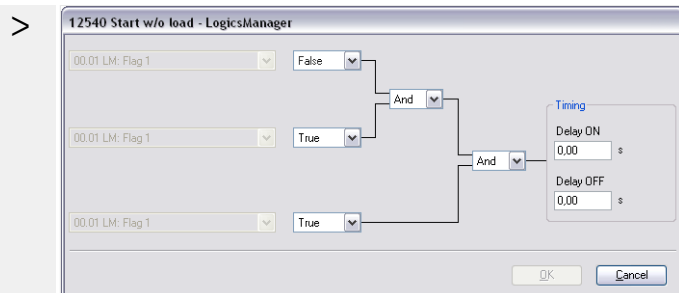 >
12540 Start w/o load - LogicsManager
00.01 LM: Flag 1 False
And
Timing
Delay ON
00.01 LM: Flag 1 True
0,00 s
And
Delay OFF
0,00 s
00.01 LM: Flag 1 True
OK Cancel